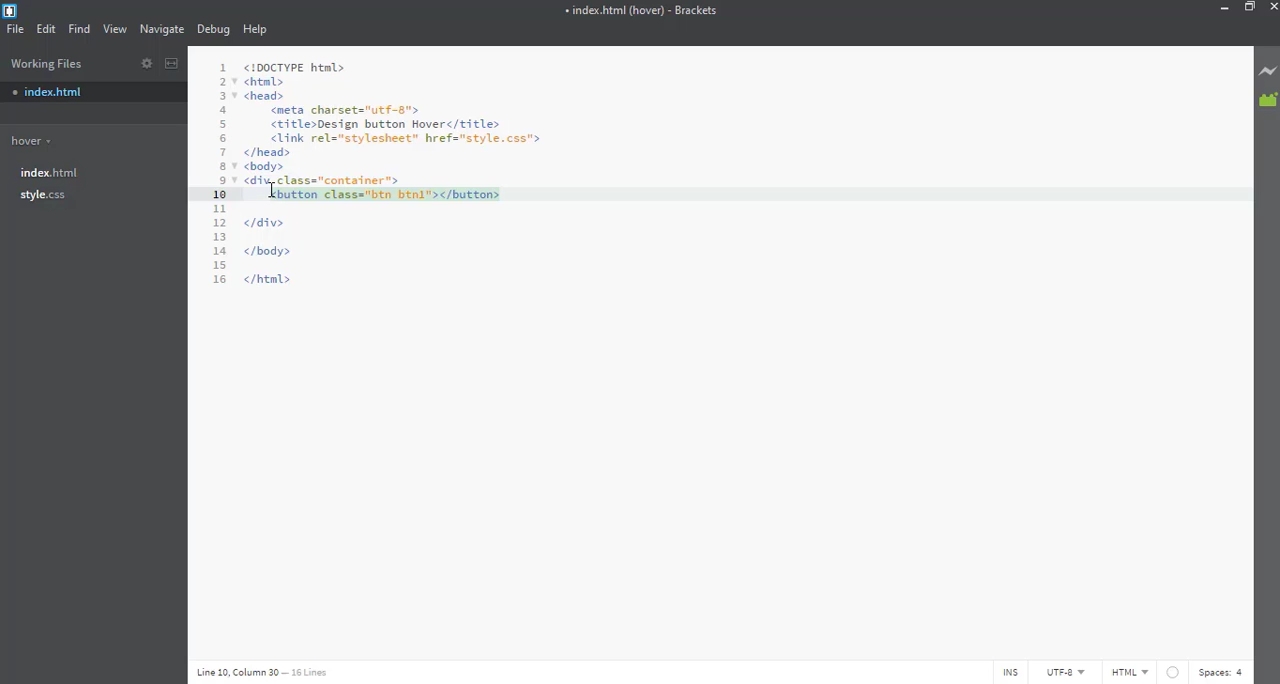 • index.html (hover) - Brackets
File Edit Find View Navigate Debug Help
Working Files
• index.html
hover
index.html
style.css
1 <!DOCTYPE html>
2 <html>
3 <head>
4 <meta charset="utf-8">
5 <title>Design button Hover</title>
6 <link rel="stylesheet" href="style.css">
7 </head>
8 <body>
9 <div class="container">
10 <button class="btn btn1"></button>
11
12 </div>
13
14 </body>
15
16 </html>
Line 10, Column 30 — 16 Lines
INS UTF-8 HTML Spaces: 4